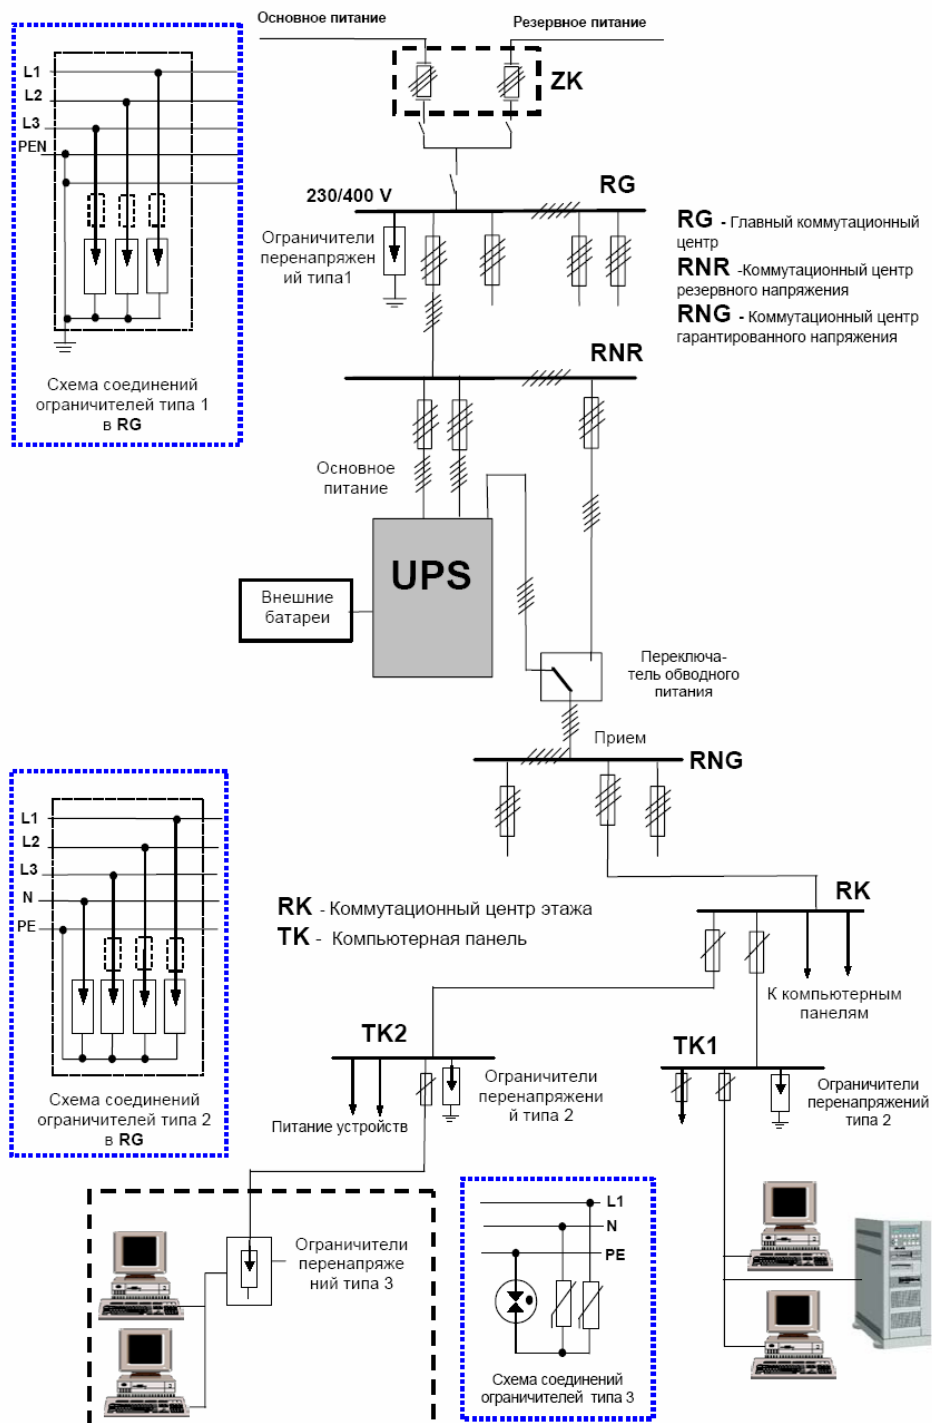 Основное питание
Резервное питание
L1
L2
L3
PEN
ZK
230/400 V
RG
Ограничители
перенапряжен
ий типа1
RG - Главный коммутационный
центр
RNR -Коммутационный центр
резервного напряжения
RNG - Коммутационный центр
гарантированного напряжения
Схема соединений
ограничителей типа 1
в RG
RNR
Основное
питание
UPS
Внешние
батареи
Переключа-
тель обводного
питания
Прием
RNG
L1
L2
L3
N
PE
Схема соединений
ограничителей типа 2
в RG
RK - Коммутационный центр этажа
TK - Компьютерная панель
RK
К компьютерным
панелям
TK2
Ограничители
перенапряжени
й типа 2
Питание устройств
TK1
Ограничители
перенапряжений
типа 2
Ограничители
перенапряже
ний типа 3
L1
N
PE
Схема соединений
ограничителей типа 3